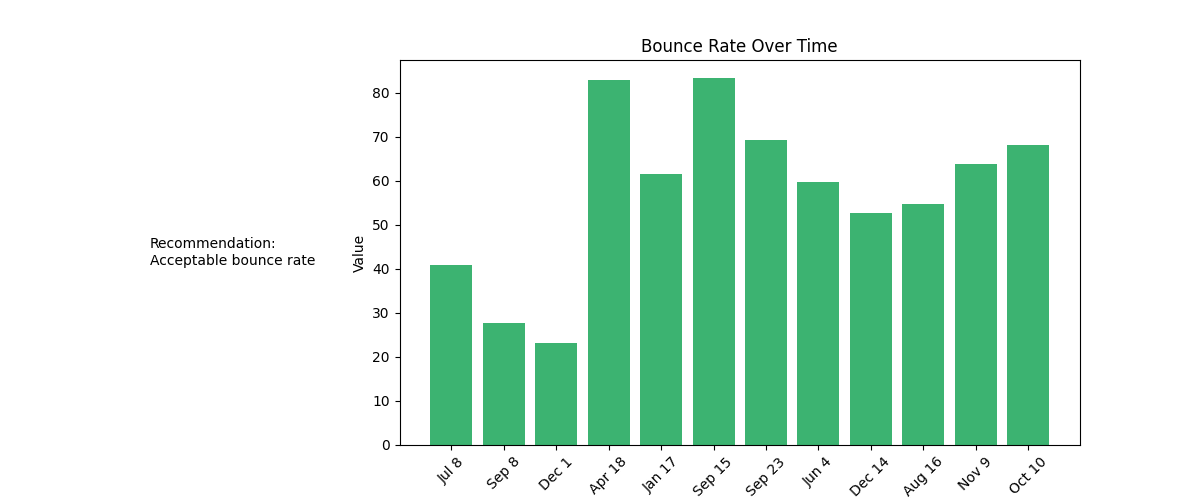 Bounce Rate Over Time
Recommendation:
Acceptable bounce rate
Value
80
70
60
50
40
30
20
10
0
Jul 8
Sep 8
Dec 1
Apr 18
Jan 17
Sep 15
Sep 23
Jun 4
Dec 14
Aug 16
Nov 9
Oct 10